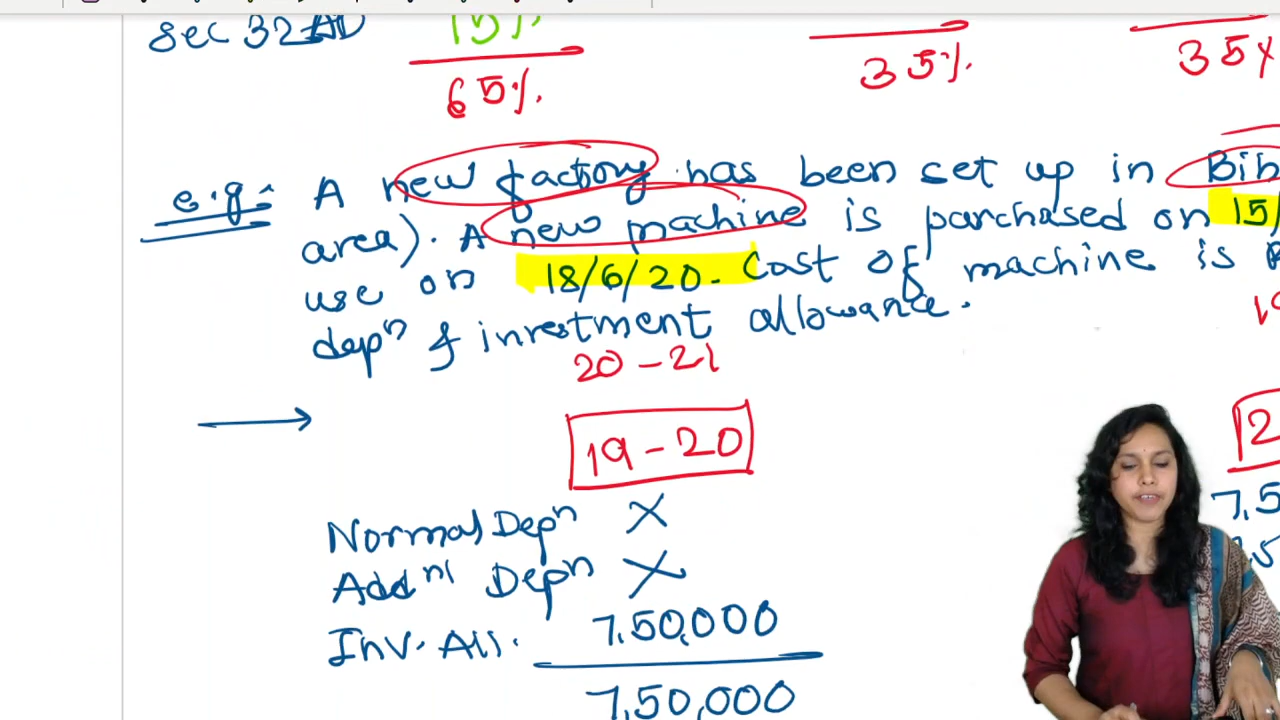 Sec 32AD 15%
65% 35% 35%
e.g: A new factory has been set up in
area). A new machine is purchased on 15/
use on 18/6/20. Cost of machine is
depⁿ & investment allowance.
20-21
19-20
Normal Depⁿ X
Addⁿˡ Depⁿ X
Inv. All. 7,50,000
7,50,000